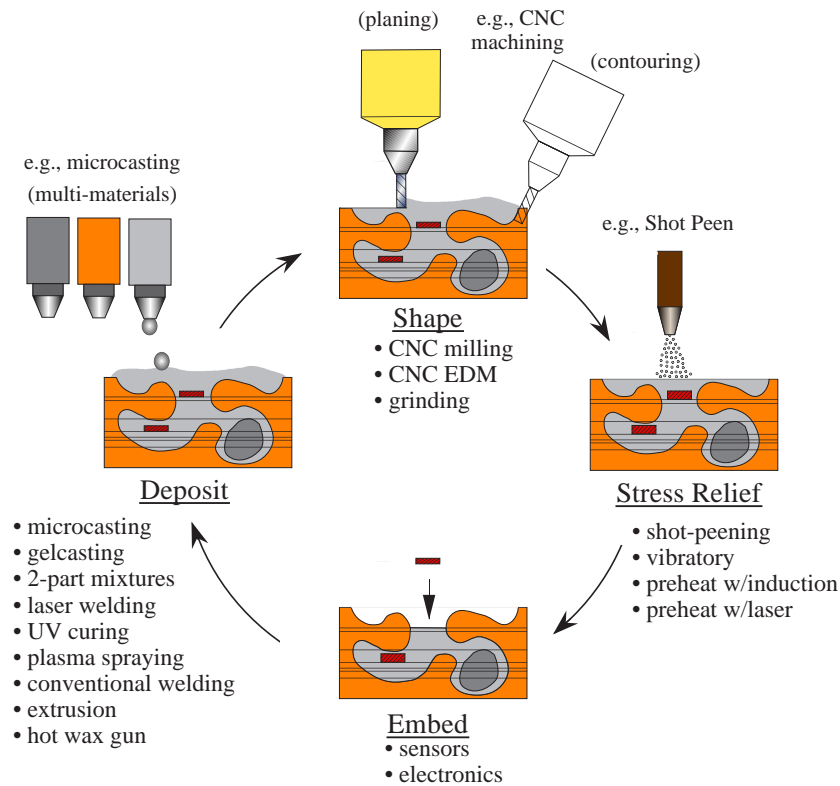 (planing)
e.g., CNC
machining
(contouring)
e.g., microcasting
(multi-materials)
e.g., Shot Peen
Shape
• CNC milling
• CNC EDM
• grinding
Deposit
• microcasting
• gelcasting
• 2-part mixtures
• laser welding
• UV curing
• plasma spraying
• conventional welding
• extrusion
• hot wax gun
Stress Relief
• shot-peening
• vibratory
• preheat w/induction
• preheat w/laser
Embed
• sensors
• electronics